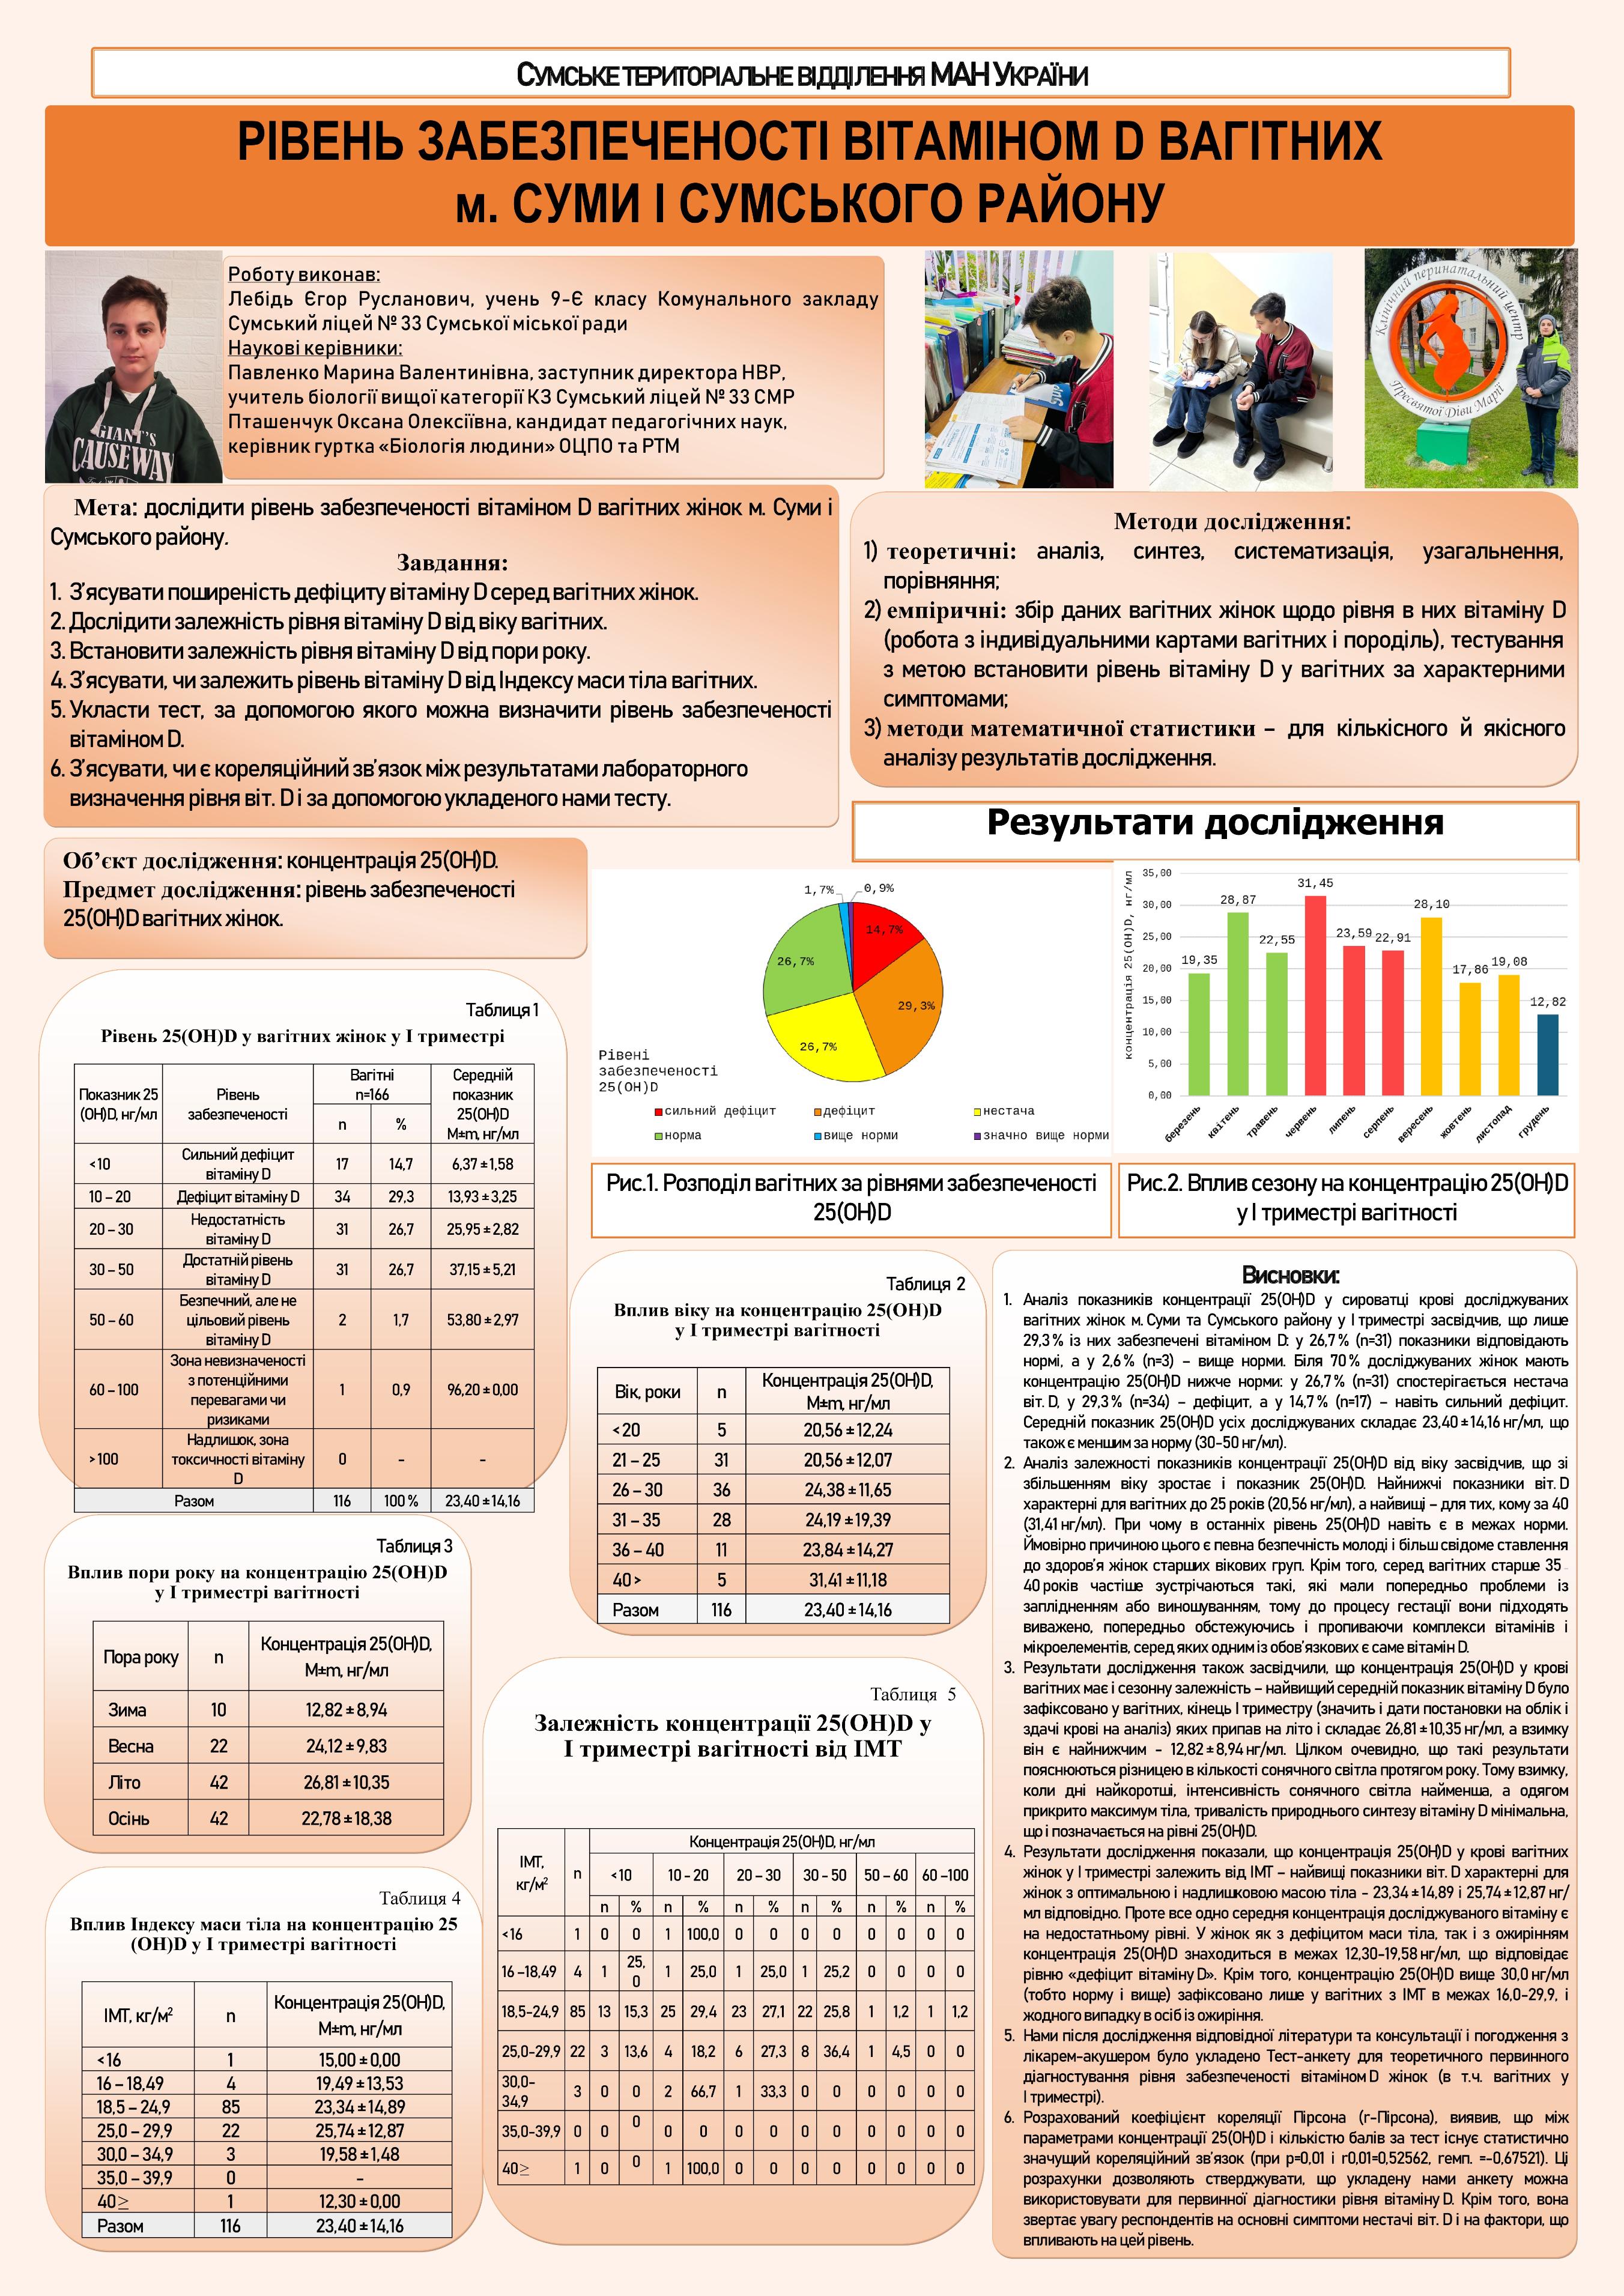 СУМСЬКЕ ТЕРИТОРІАЛЬНЕ ВІДДІЛЕННЯ МАН УКРАЇНИ
РІВЕНЬ ЗАБЕЗПЕЧЕНОСТІ ВІТАМІНОМ D ВАГІТНИХ
м. СУМИ І СУМСЬКОГО РАЙОНУ
GIANT'S
CAUSEWAY
Роботу виконав:
Лебідь Єгор Русланович, учень 9-Є класу Комунального закладу
Сумський ліцей № 33 Сумської міської ради
Наукові керівники:
Павленко Марина Валентинівна, заступник директора НВР,
учитель біології вищої категорії КЗ Сумський ліцей № 33 СМР
Пташенчук Оксана Олексіївна, кандидат педагогічних наук,
керівник гуртка «Біологія людини» ОЦПО та РТМ
Клінічний перинатальний центр
Пресвятої Діви Марії
Мета: дослідити рівень забезпеченості вітаміном D вагітних жінок м. Суми і
Сумського району.
Завдання:
1. З'ясувати поширеність дефіциту вітаміну D серед вагітних жінок.
2. Дослідити залежність рівня вітаміну D від віку вагітних.
3. Встановити залежність рівня вітаміну D від пори року.
4. З'ясувати, чи залежить рівень вітаміну D від Індексу маси тіла вагітних.
5. Укласти тест, за допомогою якого можна визначити рівень забезпеченості
вітаміном D.
6. З'ясувати, чи є кореляційний зв'язок між результатами лабораторного
визначення рівня віт. D і за допомогою укладеного нами тесту.
Методи дослідження:
1) теоретичні: аналіз, синтез, систематизація, узагальнення,
порівняння;
2) емпіричні: збір даних вагітних жінок щодо рівня в них вітаміну D
(робота з індивідуальними картами вагітних і породіль), тестування
з метою встановити рівень вітаміну D у вагітних за характерними
симптомами;
3) методи математичної статистики – для кількісного й якісного
аналізу результатів дослідження.
Результати дослідження
Об'єкт дослідження: концентрація 25(OH)D.
Предмет дослідження: рівень забезпеченості
25(OH)D вагітних жінок.
Таблиця 1
Рівень 25(OH)D у вагітних жінок у І триместрі
Показник 25 (OH)D, нг/мл | Рівень забезпеченості | Вагітні n=166 | Середній показник 25(OH)D M±m, нг/мл
n | %
<10 | Сильний дефіцит вітаміну D | 17 | 14,7 | 6,37 ± 1,58
10 – 20 | Дефіцит вітаміну D | 34 | 29,3 | 13,93 ± 3,25
20 – 30 | Недостатність вітаміну D | 31 | 26,7 | 25,95 ± 2,82
30 – 50 | Достатній рівень вітаміну D | 31 | 26,7 | 37,15 ± 5,21
50 – 60 | Безпечний, але не цільовий рівень вітаміну D | 2 | 1,7 | 53,80 ± 2,97
60 – 100 | Зона невизначеності з потенційними перевагами чи ризиками | 1 | 0,9 | 96,20 ± 0,00
>100 | Надлишок, зона токсичності вітаміну D | 0 | - | -
Разом | 116 | 100 % | 23,40 ± 14,16
1,7% 0,9%
14,7%
26,7%
29,3%
26,7%
Рівені
забезпеченості
25(OH)D
сильний дефіцит дефіцит нестача
норма вище норми значно вище норми
Рис.1. Розподіл вагітних за рівнями забезпеченості
25(OH)D
концентрація 25(OH)D, нг/мл
35,00
30,00
25,00
20,00
15,00
10,00
5,00
0,00
19,35 28,87 22,55 31,45 23,59 22,91 28,10 17,86 19,08 12,82
березень квітень травень червень липень серпень вересень жовтень листопад грудень
Рис.2. Вплив сезону на концентрацію 25(OH)D
у І триместрі вагітності
Таблиця 2
Вплив віку на концентрацію 25(OH)D
у І триместрі вагітності
Вік, роки | n | Концентрація 25(OH)D, M±m, нг/мл
< 20 | 5 | 20,56 ± 12,24
21 – 25 | 31 | 20,56 ± 12,07
26 – 30 | 36 | 24,38 ± 11,65
31 – 35 | 28 | 24,19 ± 19,39
36 – 40 | 11 | 23,84 ± 14,27
40 > | 5 | 31,41 ± 11,18
Разом | 116 | 23,40 ± 14,16
Таблиця 3
Вплив пори року на концентрацію 25(OH)D
у І триместрі вагітності
Пора року | n | Концентрація 25(OH)D, M±m, нг/мл
Зима | 10 | 12,82 ± 8,94
Весна | 22 | 24,12 ± 9,83
Літо | 42 | 26,81 ± 10,35
Осінь | 42 | 22,78 ± 18,38
Таблиця 4
Вплив Індексу маси тіла на концентрацію 25
(OH)D у І триместрі вагітності
ІМТ, кг/м² | n | Концентрація 25(OH)D, M±m, нг/мл
<16 | 1 | 15,00 ± 0,00
16 – 18,49 | 4 | 19,49 ± 13,53
18,5 – 24,9 | 85 | 23,34 ± 14,89
25,0 – 29,9 | 22 | 25,74 ± 12,87
30,0 – 34,9 | 3 | 19,58 ± 1,48
35,0 – 39,9 | 0 | -
40 ≥ | 1 | 12,30 ± 0,00
Разом | 116 | 23,40 ± 14,16
Таблиця 5
Залежність концентрації 25(OH)D у
І триместрі вагітності від ІМТ
ІМТ, кг/м² | n | Концентрація 25(OH)D, нг/мл
<10 | 10 – 20 | 20 – 30 | 30 – 50 | 50 – 60 | 60 –100
n | % | n | % | n | % | n | % | n | % | n | %
<16 | 1 | 0 | 0 | 1 | 100,0 | 0 | 0 | 0 | 0 | 0 | 0 | 0 | 0
16 –18,49 | 4 | 1 | 25,0 | 1 | 25,0 | 1 | 25,0 | 1 | 25,2 | 0 | 0 | 0 | 0
18,5-24,9 | 85 | 13 | 15,3 | 25 | 29,4 | 23 | 27,1 | 22 | 25,8 | 1 | 1,2 | 1 | 1,2
25,0-29,9 | 22 | 3 | 13,6 | 4 | 18,2 | 6 | 27,3 | 8 | 36,4 | 1 | 4,5 | 0 | 0
30,0-34,9 | 3 | 0 | 0 | 2 | 66,7 | 1 | 33,3 | 0 | 0 | 0 | 0 | 0 | 0
35,0-39,9 | 0 | 0 | 0 | 0 | 0 | 0 | 0 | 0 | 0 | 0 | 0 | 0 | 0
40≥ | 1 | 0 | 0 | 1 | 100,0 | 0 | 0 | 0 | 0 | 0 | 0 | 0 | 0
Висновки:
1. Аналіз показників концентрації 25(OH)D у сироватці крові досліджуваних
вагітних жінок м. Суми та Сумського району у І триместрі засвідчив, що лише
29,3 % із них забезпечені вітаміном D: у 26,7 % (n=31) показники відповідають
нормі, а у 2,6 % (n=3) – вище норми. Біля 70 % досліджуваних жінок мають
концентрацію 25(OH)D нижче норми: у 26,7 % (n=31) спостерігається нестача
віт. D, у 29,3 % (n=34) – дефіцит, а у 14,7 % (n=17) – навіть сильний дефіцит.
Середній показник 25(OH)D усіх досліджуваних складає 23,40 ± 14,16 нг/мл, що
також є меншим за норму (30-50 нг/мл).
2. Аналіз залежності показників концентрації 25(OH)D від віку засвідчив, що зі
збільшенням віку зростає і показник 25(OH)D. Найнижчі показники віт. D
характерні для вагітних до 25 років (20,56 нг/мл), а найвищі – для тих, кому за 40
(31,41 нг/мл). При чому в останніх рівень 25(OH)D навіть є в межах норми.
Ймовірно причиною цього є певна безпечність молоді і більш свідоме ставлення
до здоров'я жінок старших вікових груп. Крім того, серед вагітних старше 35
40 років частіше зустрічаються такі, які мали попередньо проблеми із
заплідненням або виношуванням, тому до процесу гестації вони підходять
виважено, попередньо обстежуючись і пропиваючи комплекси вітамінів і
мікроелементів, серед яких одним із обов'язкових є саме вітамін D.
3. Результати дослідження також засвідчили, що концентрація 25(OH)D у крові
вагітних має і сезонну залежність – найвищий середній показник вітаміну D було
зафіксовано у вагітних, кінець І триместру (значить і дати постановки на облік і
здачі крові на аналіз) яких припав на літо і складає 26,81 ± 10,35 нг/мл, а взимку
він є найнижчим - 12,82 ± 8,94 нг/мл. Цілком очевидно, що такі результати
пояснюються різницею в кількості сонячного світла протягом року. Тому взимку,
коли дні найкоротші, інтенсивність сонячного світла найменша, а одягом
прикрито максимум тіла, тривалість природнього синтезу вітаміну D мінімальна,
що і позначається на рівні 25(OH)D.
4. Результати дослідження показали, що концентрація 25(OH)D у крові вагітних
жінок у І триместрі залежить від ІМТ – найвищі показники віт. D характерні для
жінок з оптимальною і надлишковою масою тіла - 23,34 ± 14,89 і 25,74 ± 12,87 нг/
мл відповідно. Проте все одно середня концентрація досліджуваного вітаміну є
на недостатньому рівні. У жінок як з дефіцитом маси тіла, так і з ожирінням
концентрація 25(OH)D знаходиться в межах 12,30-19,58 нг/мл, що відповідає
рівню «дефіцит вітаміну D». Крім того, концентрацію 25(OH)D вище 30,0 нг/мл
(тобто норму і вище) зафіксовано лише у вагітних з ІМТ в межах 16,0-29,9, і
жодного випадку в осіб із ожиріння.
5. Нами після дослідження відповідної літератури та консультації і погодження з
лікарем-акушером було укладено Тест-анкету для теоретичного первинного
діагностування рівня забезпеченості вітаміном D жінок (в т.ч. вагітних у
І триместрі).
6. Розрахований коефіцієнт кореляції Пірсона (r-Пірсона), виявив, що між
параметрами концентрації 25(OH)D і кількістю балів за тест існує статистично
значущий кореляційний зв'язок (при p=0,01 і r0,01=0,52562, rемп. =-0,67521). Ці
розрахунки дозволяють стверджувати, що укладену нами анкету можна
використовувати для первинної діагностики рівня вітаміну D. Крім того, вона
звертає увагу респондентів на основні симптоми нестачі віт. D і на фактори, що
впливають на цей рівень.